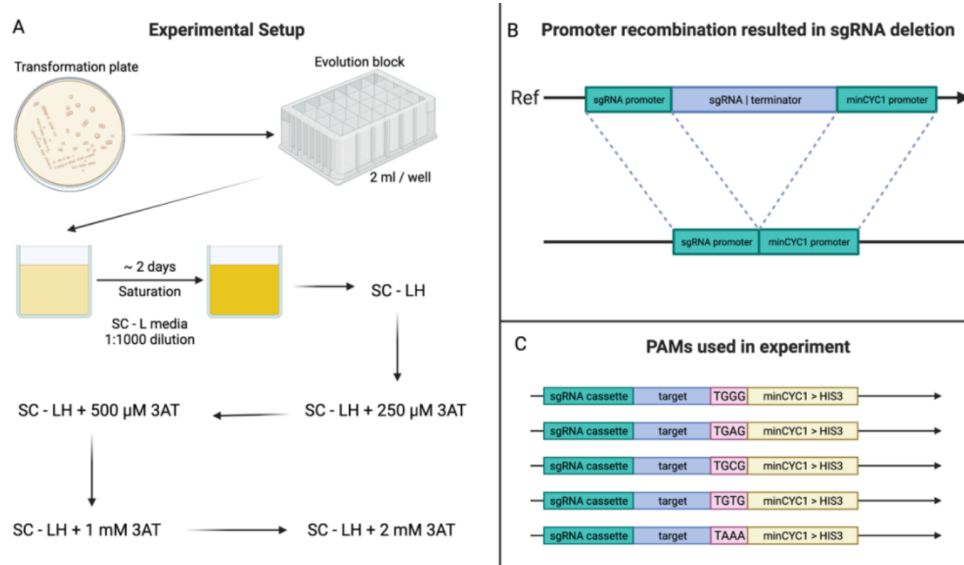 A
Experimental Setup
Transformation plate
Evolution block
2 ml / well
~ 2 days
Saturation
SC - L media
1:1000 dilution
SC - LH
SC - LH + 500 µM 3AT
SC - LH + 250 µM 3AT
SC - LH + 1 mM 3AT
SC - LH + 2 mM 3AT
B
Promoter recombination resulted in sgRNA deletion
Ref
sgRNA promoter
sgRNA | terminator
minCYC1 promoter
sgRNA promoter
minCYC1 promoter
C
PAMs used in experiment
sgRNA cassette target TGGG minCYC1 > HIS3
sgRNA cassette target TGAG minCYC1 > HIS3
sgRNA cassette target TGCG minCYC1 > HIS3
sgRNA cassette target TGTG minCYC1 > HIS3
sgRNA cassette target TAAA minCYC1 > HIS3